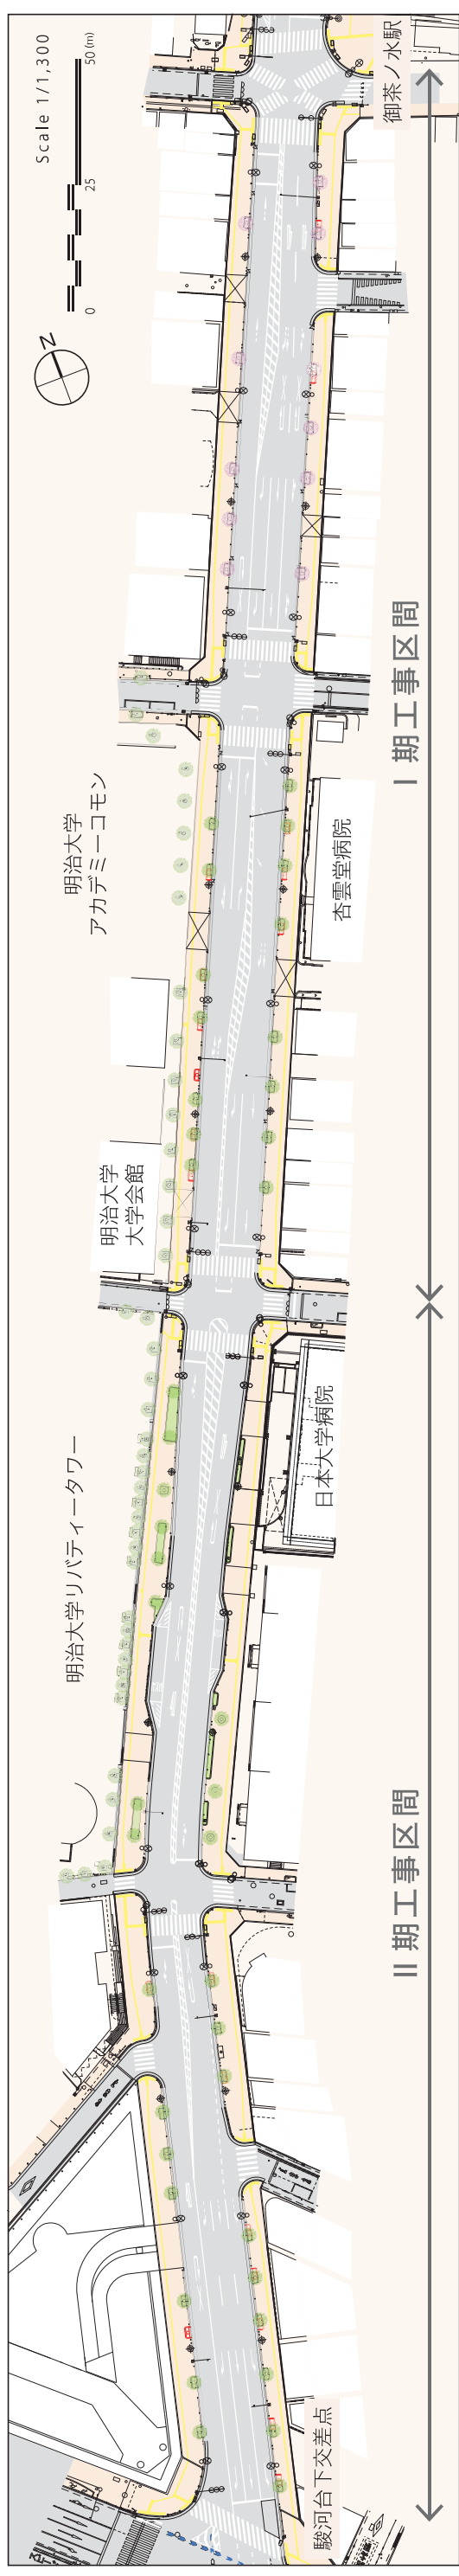 Scale 1/1,300
0 25 50 (m)
N
御茶ノ水駅
Ⅰ期工事区間
明治大学
アカデミーコモン
杏雲堂病院
明治大学
大学会館
日本大学病院
明治大学リバティータワー
Ⅱ期工事区間
駿河台下交差点